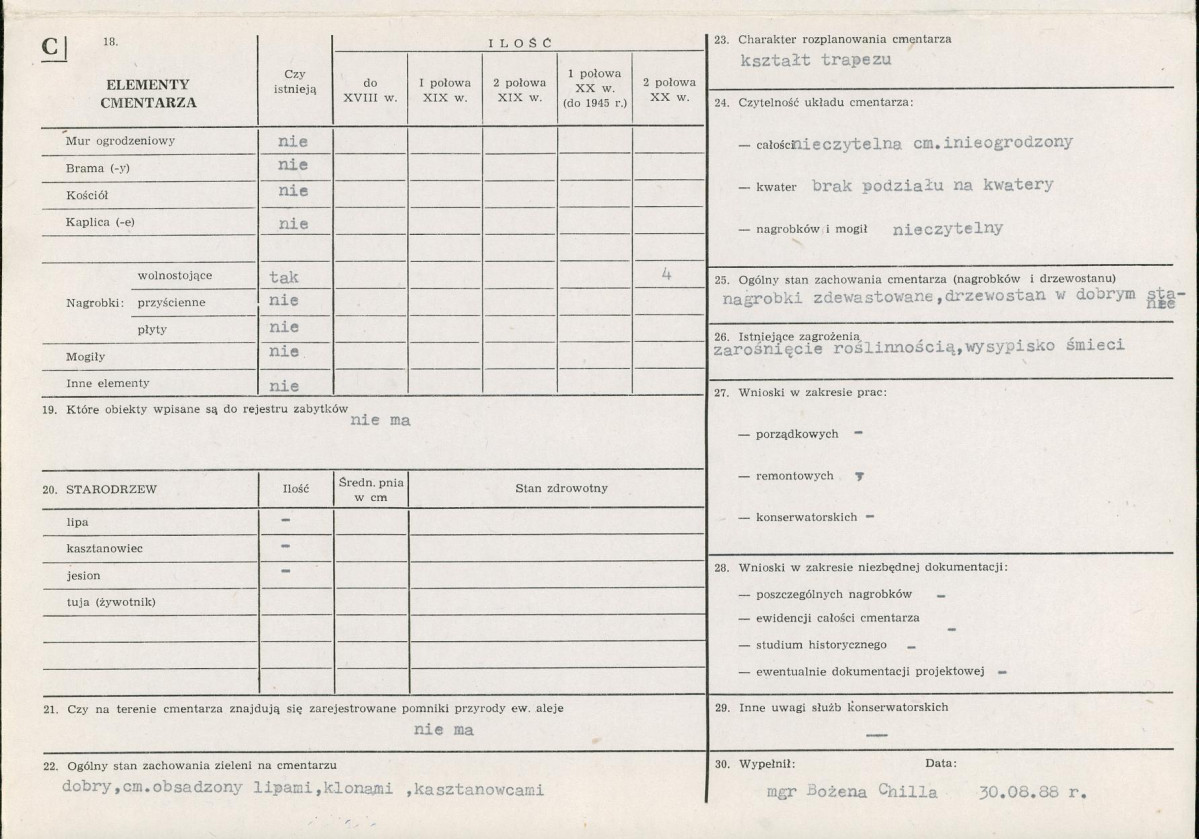 C
18.
ELEMENTY
CMENTARZA
Czy
istnieją
ILOŚĆ
do
XVIII w.
I połowa
XIX w.
2 połowa
XIX w.
1 połowa
XX w.
(do 1945 r.)
2 połowa
XX w.
Mur ogrodzeniowy nie
Brama (-y) nie
Kościół nie
Kaplica (-e) nie
Nagrobki:
wolnostojące tak 4
przyścienne nie
płyty nie
Mogiły nie
Inne elementy nie
19. Które obiekty wpisane są do rejestru zabytków
nie ma
20. STARODRZEW Ilość Średn. pnia
w cm
Stan zdrowotny
lipa -
kasztanowiec -
jesion -
tuja (żywotnik)
21. Czy na terenie cmentarza znajdują się zarejestrowane pomniki przyrody ew. aleje
nie ma
22. Ogólny stan zachowania zieleni na cmentarzu
dobry,cm.obsadzony lipami,klonami ,kasztanowcami
23. Charakter rozplanowania cmentarza
kształt trapezu
24. Czytelność układu cmentarza:
— całości nieczytelna cm.inieogrodzony
— kwater brak podziału na kwatery
— nagrobków i mogił nieczytelny
25. Ogólny stan zachowania cmentarza (nagrobków i drzewostanu)
nagrobki zdewastowane,drzewostan w dobrym sta-
nie
26. Istniejące zagrożenia
zarośnięcie roślinnością,wysypisko śmieci
27. Wnioski w zakresie prac:
— porządkowych -
— remontowych -
— konserwatorskich -
28. Wnioski w zakresie niezbędnej dokumentacji:
— poszczególnych nagrobków -
— ewidencji całości cmentarza -
— studium historycznego -
— ewentualnie dokumentacji projektowej -
29. Inne uwagi służb konserwatorskich
—
30. Wypełnił: Data:
mgr Bożena Chilla 30.08.88 r.